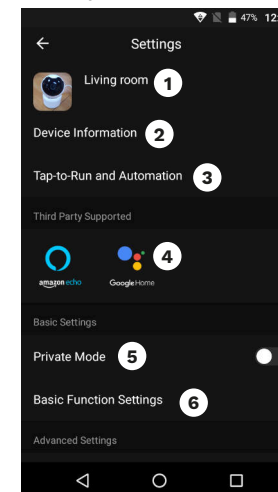 47% 12:
Settings
Living room 1
Device Information 2
Tap-to-Run and Automation 3
Third Party Supported
4
amazon echo Google Home
Basic Settings
Private Mode 5
Basic Function Settings 6
Advanced Settings